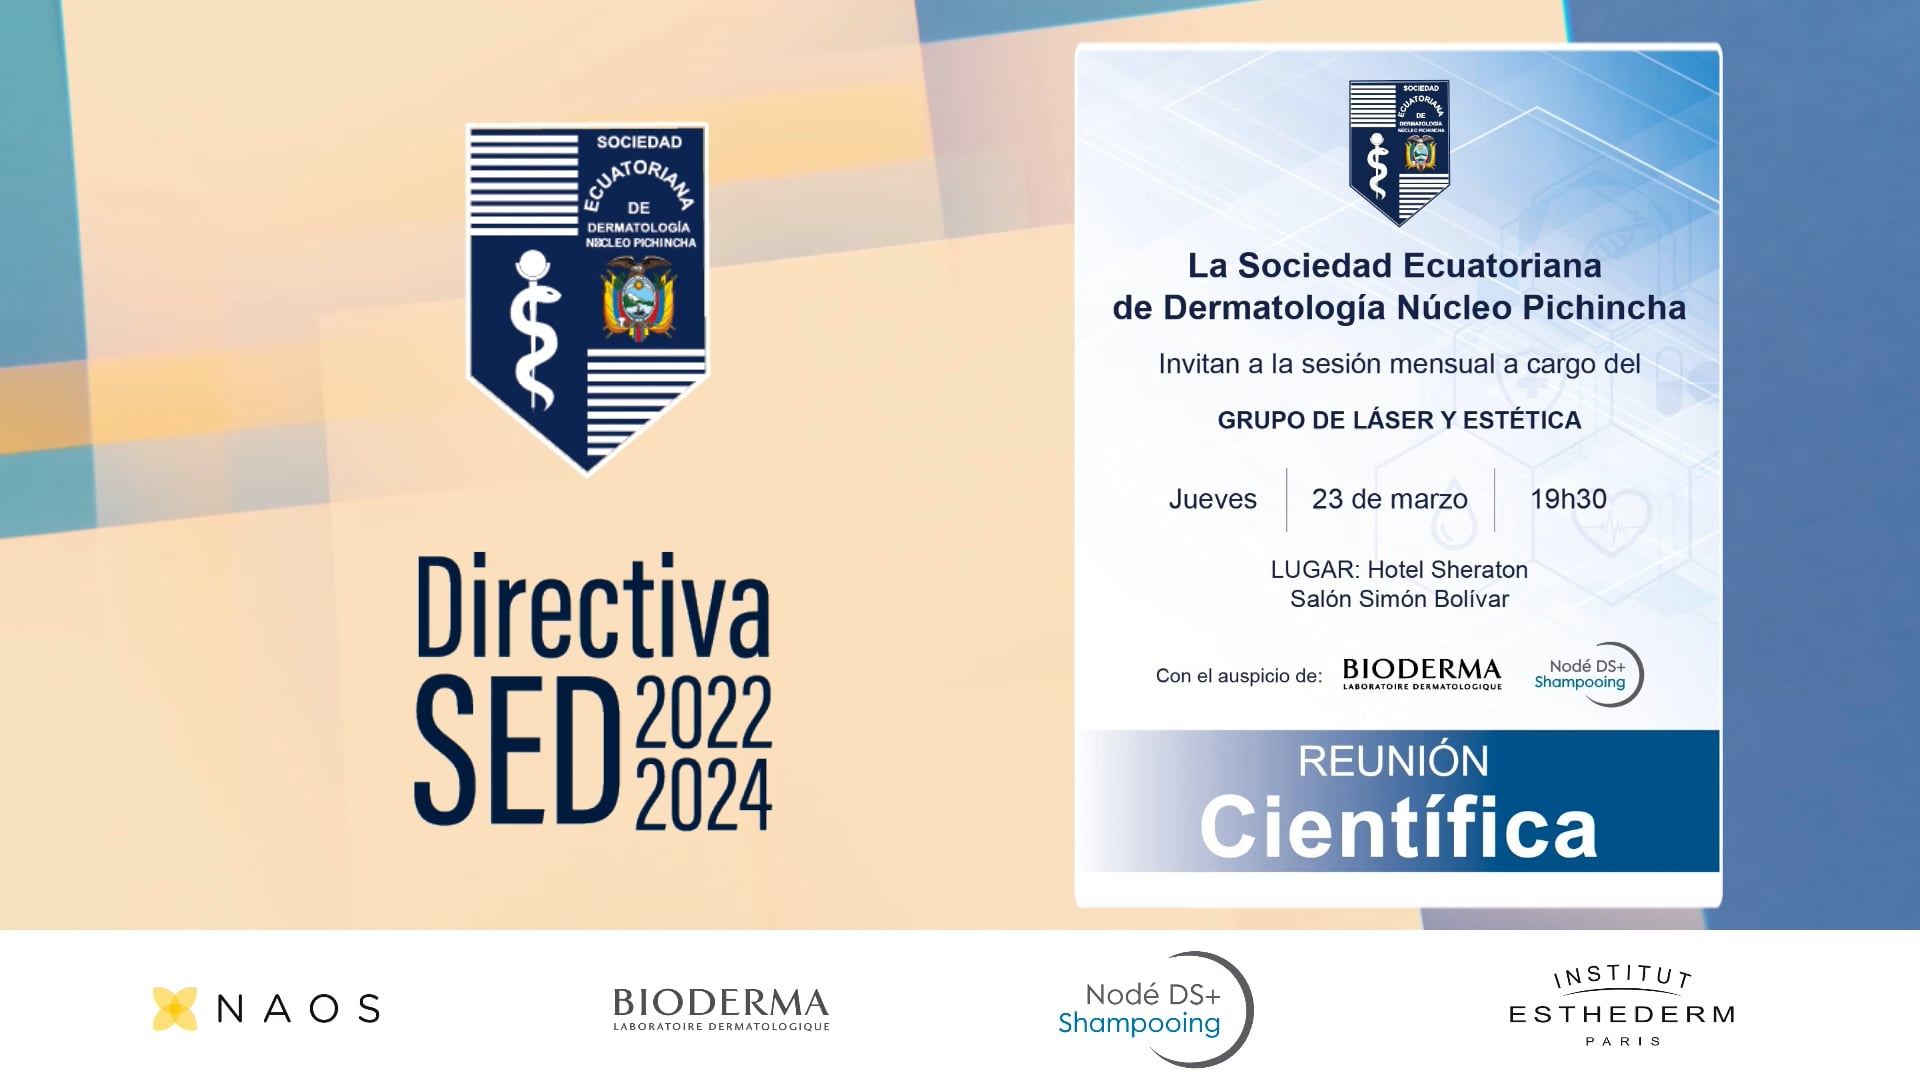 SOCIEDAD
ECUATORIANA
DE
DERMATOLOGÍA
NÚCLEO PICHINCHA
Directiva
SED 2022
2024
SOCIEDAD
ECUATORIANA
DE
DERMATOLOGÍA
NÚCLEO PICHINCHA
La Sociedad Ecuatoriana
de Dermatología Núcleo Pichincha
Invitan a la sesión mensual a cargo del
GRUPO DE LÁSER Y ESTÉTICA
Jueves 23 de marzo 19h30
LUGAR: Hotel Sheraton
Salón Simón Bolívar
Con el auspicio de: BIODERMA
LABORATOIRE DERMATOLOGIQUE
Nodé DS+
Shampooing
REUNIÓN
Científica
NAOS
BIODERMA
LABORATOIRE DERMATOLOGIQUE
Nodé DS+
Shampooing
INSTITUT
ESTHEDERM
PARIS